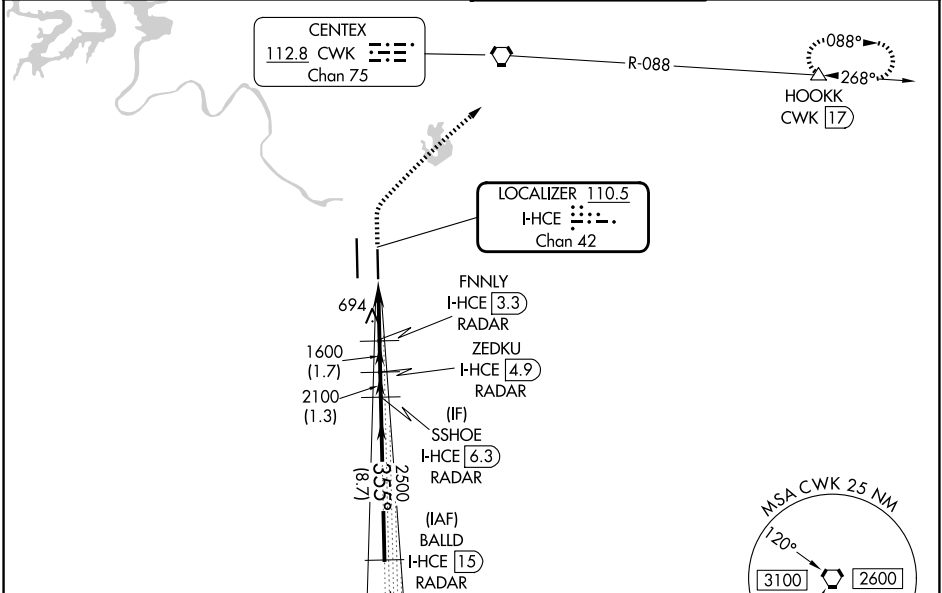 CENTEX
112.8 CWK
Chan 75
R-088
088°
268°
HOOKK
CWK 17
LOCALIZER 110.5
I-HCE
Chan 42
694
FNNLY
I-HCE 3.3
RADAR
1600
(1.7)
ZEDKU
I-HCE 4.9
RADAR
2100
(1.3)
(IF)
SSHOE
I-HCE 6.3
RADAR
2500
355°
(8.7)
(IAF)
BALLD
I-HCE 15
RADAR
MSA CWK 25 NM
120°
3100
2600